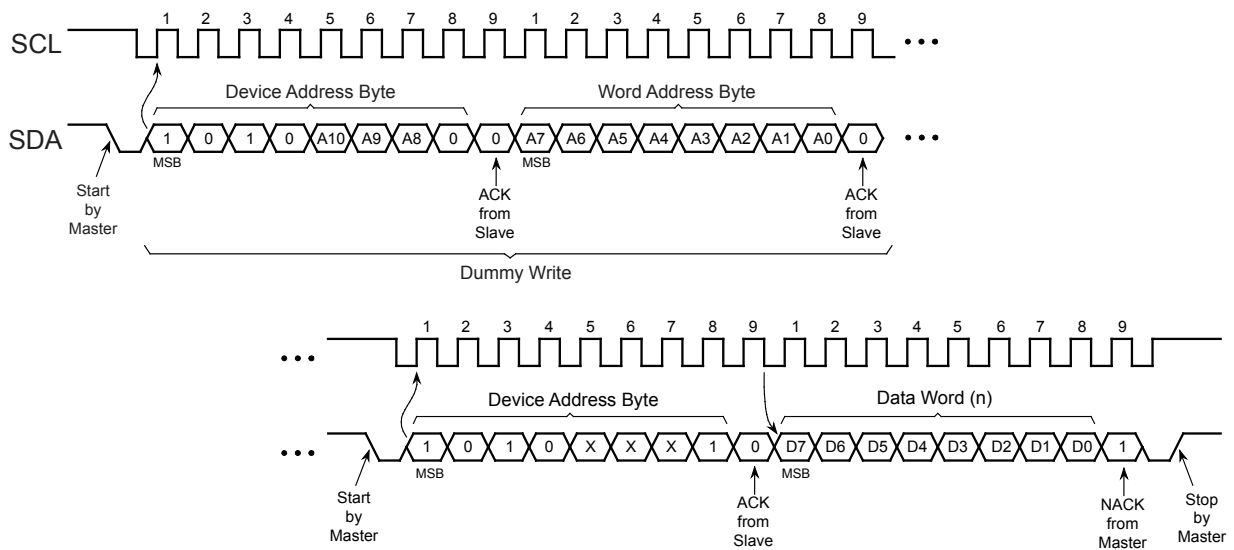 1 2 3 4 5 6 7 8 9 1 2 3 4 5 6 7 8 9
SCL
Device Address Byte Word Address Byte
SDA 1 0 1 0 A10 A9 A8 0 0 A7 A6 A5 A4 A3 A2 A1 A0 0
MSB MSB
Start
by
Master
ACK
from
Slave
ACK
from
Slave
Dummy Write
1 2 3 4 5 6 7 8 9 1 2 3 4 5 6 7 8 9
Device Address Byte Data Word (n)
1 0 1 0 X X X 1 0 D7 D6 D5 D4 D3 D2 D1 D0 1
MSB MSB
Start
by
Master
ACK
from
Slave
NACK
from
Master
Stop
by
Master